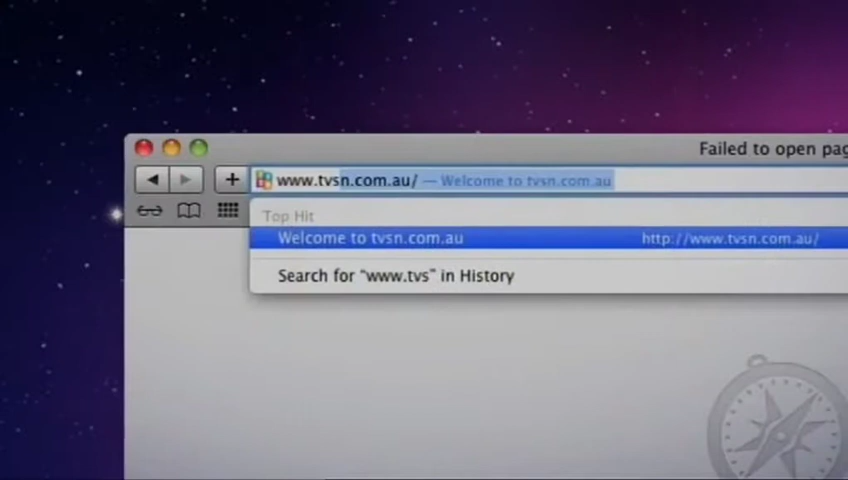 Failed to open pag
www.tvsn.com.au/ — Welcome to tvsn.com.au
Top Hit
Welcome to tvsn.com.au http://www.tvsn.com.au/
Search for “www.tvs” in History